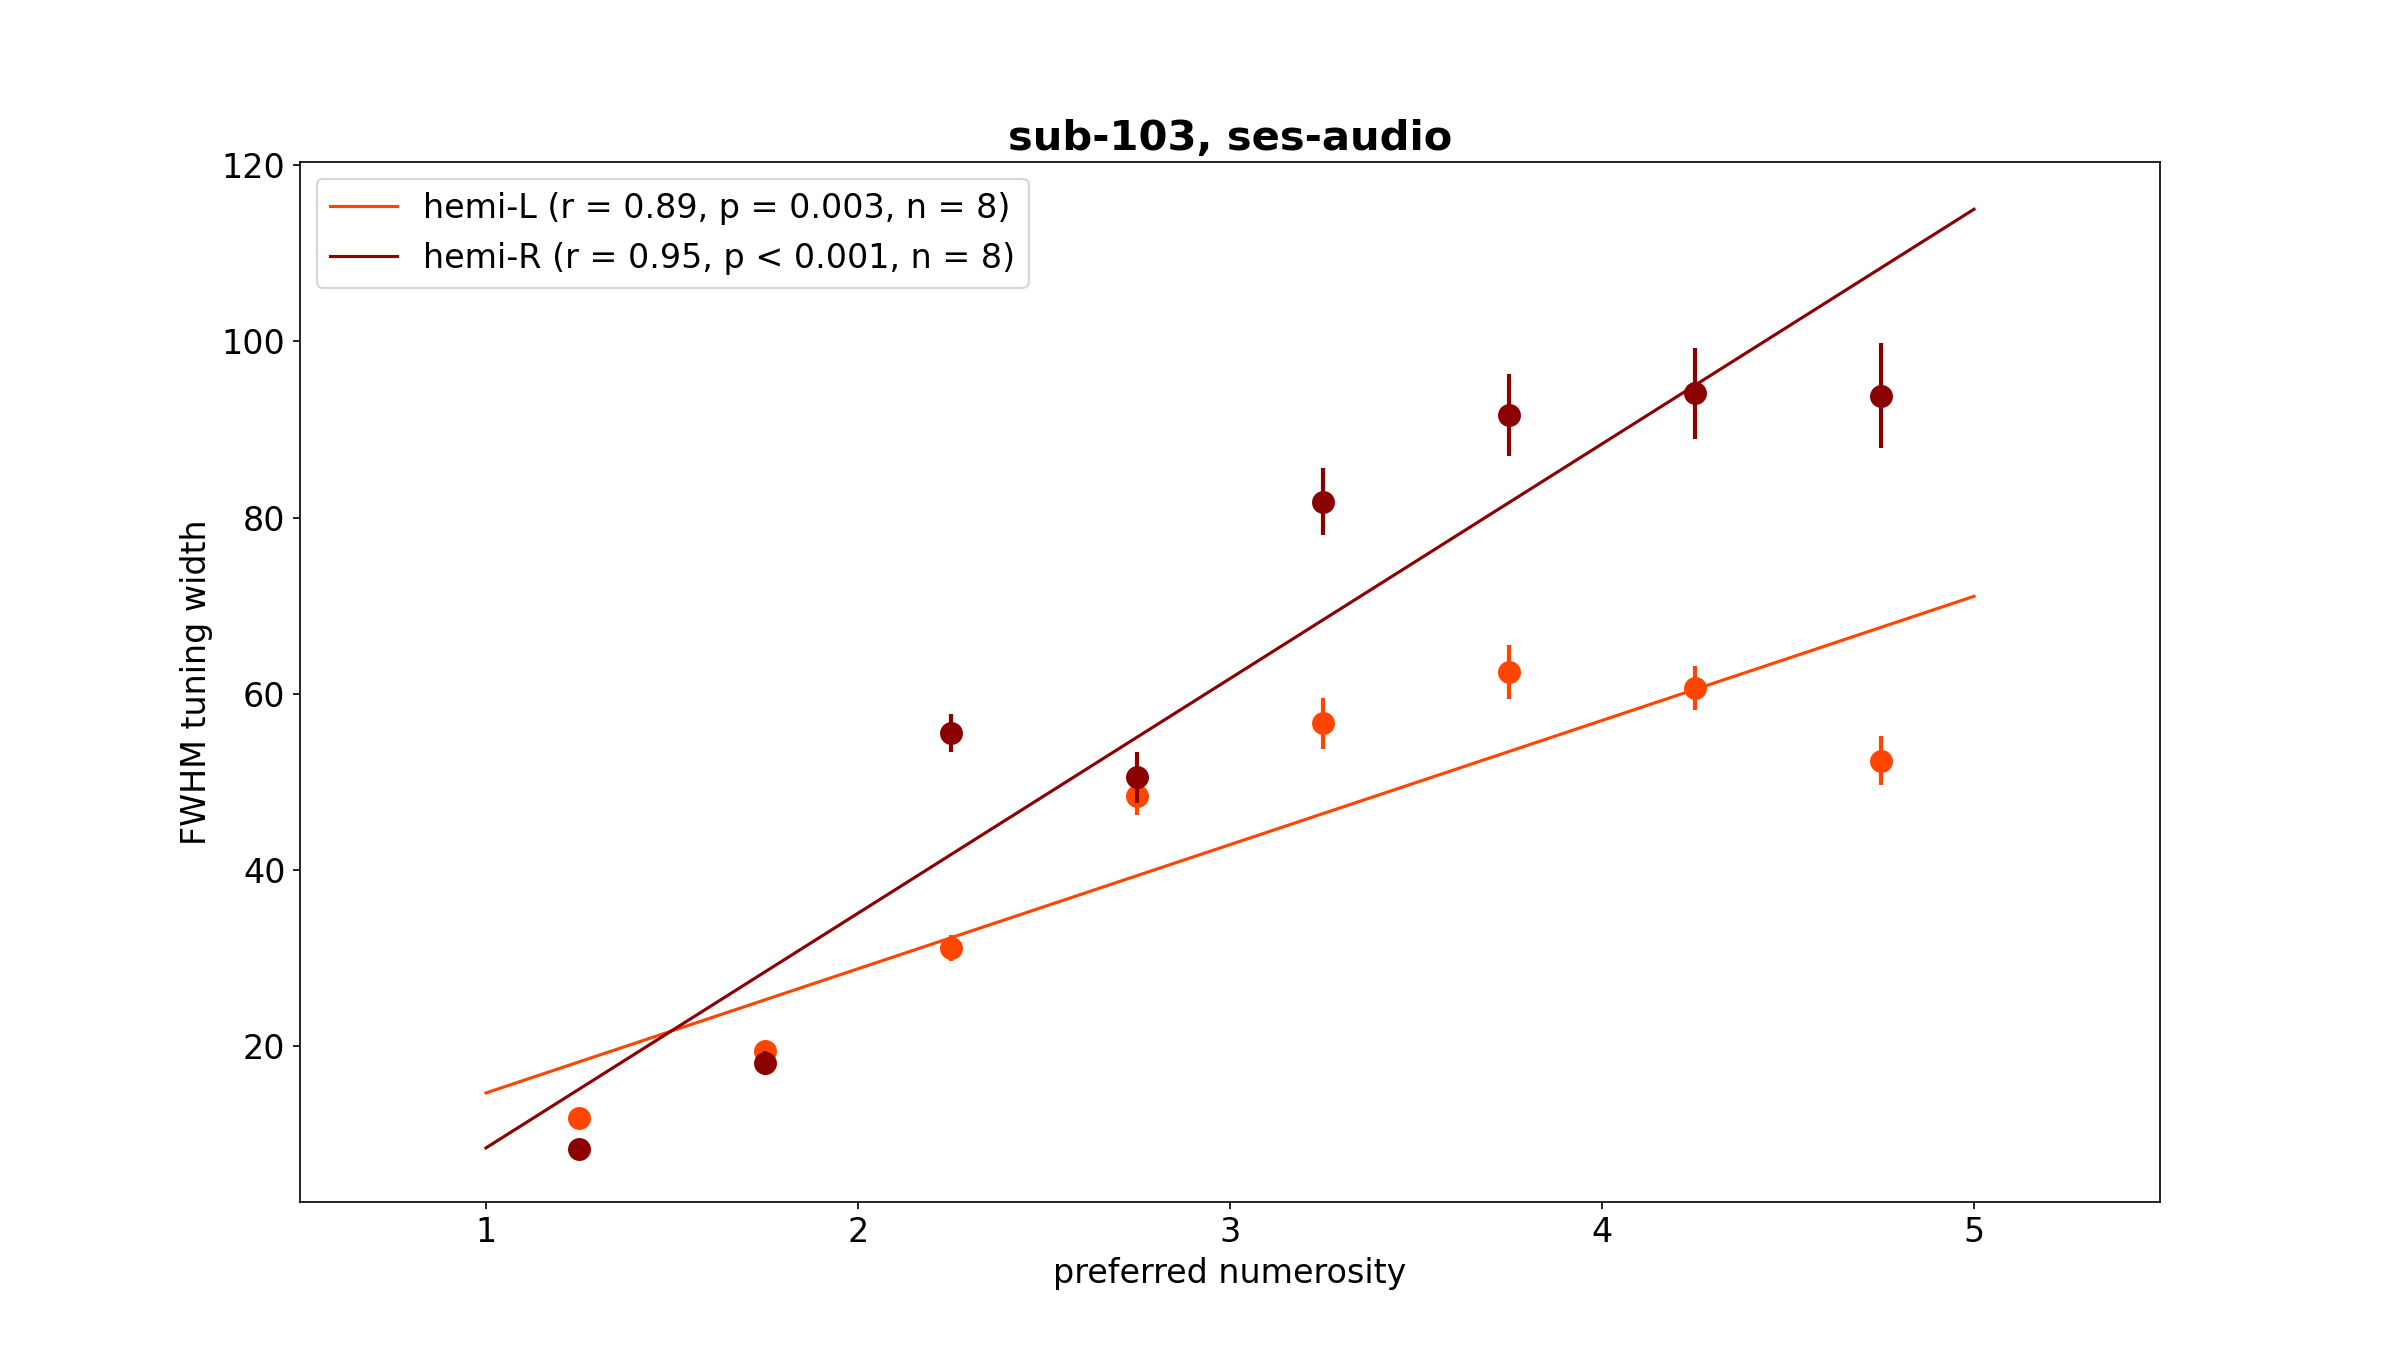 sub-103, ses-audio
hemi-L (r = 0.89, p = 0.003, n = 8)
hemi-R (r = 0.95, p < 0.001, n = 8)
120
100
80
60
40
20
FWHM tuning width
1 2 3 4 5
preferred numerosity